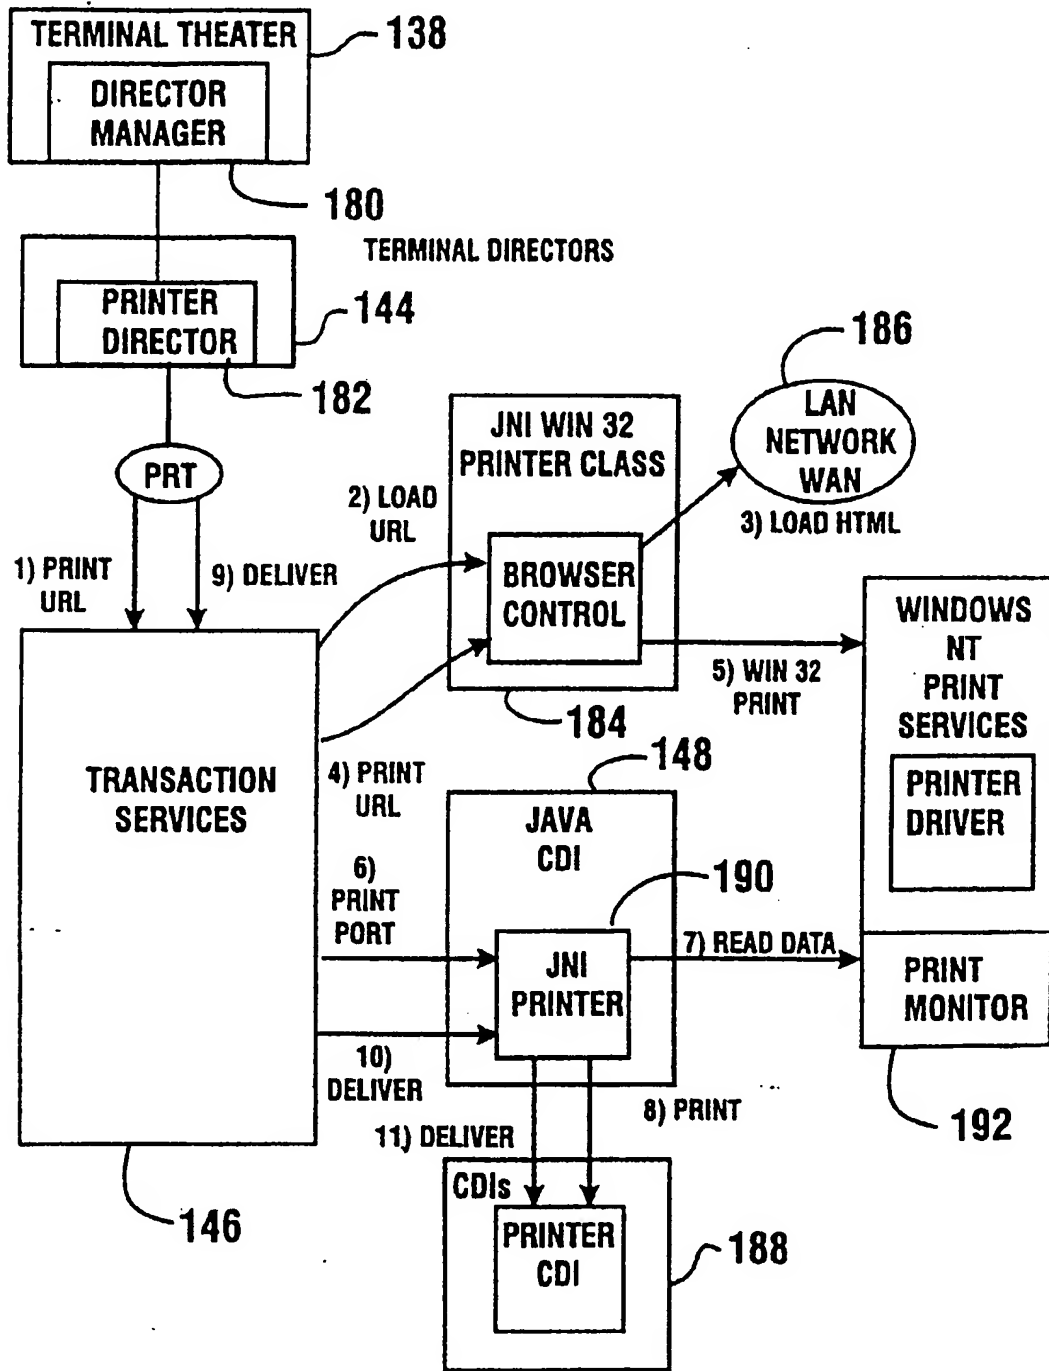 TERMINAL THEATER
138
DIRECTOR
MANAGER
180
TERMINAL DIRECTORS
PRINTER
DIRECTOR
144
182
186
LAN
NETWORK
WAN
JNI WIN 32
PRINTER CLASS
PRT
2) LOAD
URL
3) LOAD HTML
1) PRINT
URL
9) DELIVER
BROWSER
CONTROL
WINDOWS
NT
PRINT
SERVICES
5) WIN 32
PRINT
184
148
TRANSACTION
SERVICES
4) PRINT
URL
PRINTER
DRIVER
JAVA
CDI
6)
PRINT
PORT
190
7) READ DATA
JNI
PRINTER
PRINT
MONITOR
10)
DELIVER
8) PRINT
11) DELIVER
192
146
CDIs
PRINTER
CDI
188